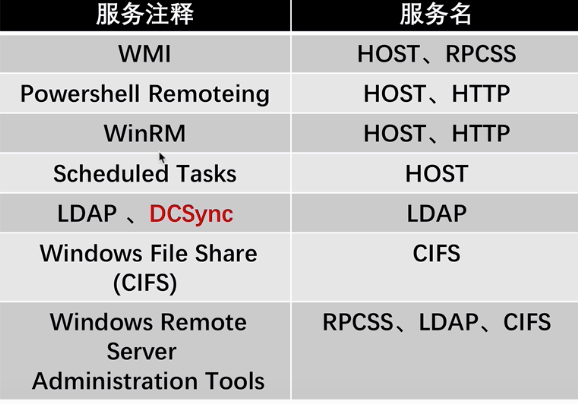 服务注释 服务名
WMI HOST、RPCSS
Powershell Remoteing HOST、HTTP
WinRM HOST、HTTP
Scheduled Tasks HOST
LDAP 、DCSync LDAP
Windows File Share CIFS
(CIFS)
Windows Remote RPCSS、LDAP、CIFS
Server
Administration Tools